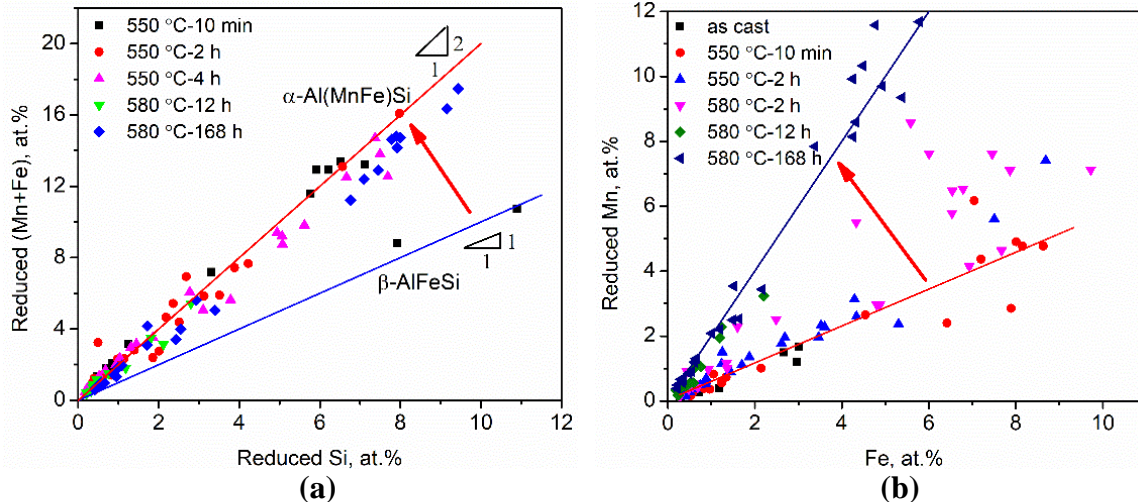 20
16
12
8
4
0
0 2 4 6 8 10 12
Reduced (Mn+Fe), at.%
Reduced Si, at.%
550 °C-10 min
550 °C-2 h
550 °C-4 h
580 °C-12 h
580 °C-168 h
2
1
α-Al(MnFe)Si
1
1
β-AlFeSi
(a)
12
10
8
6
4
2
0
0 2 4 6 8 10
Reduced Mn, at.%
Fe, at.%
as cast
550 °C-10 min
550 °C-2 h
580 °C-2 h
580 °C-12 h
580 °C-168 h
(b)